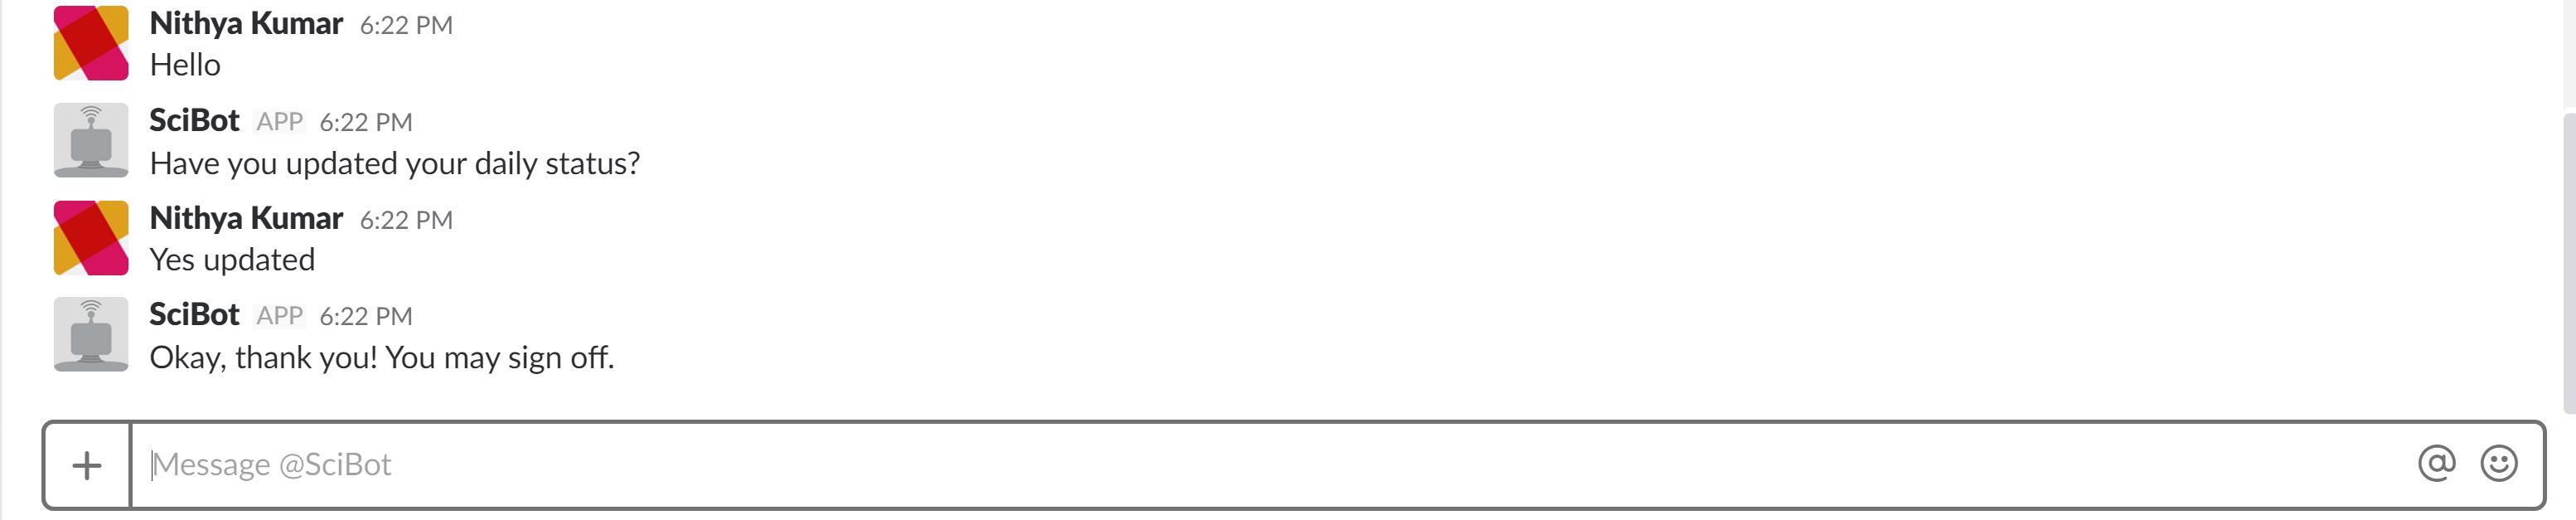 Nithya Kumar 6:22 PM
Hello
SciBot APP 6:22 PM
Have you updated your daily status?
Nithya Kumar 6:22 PM
Yes updated
SciBot APP 6:22 PM
Okay, thank you! You may sign off.
+ Message @SciBot @